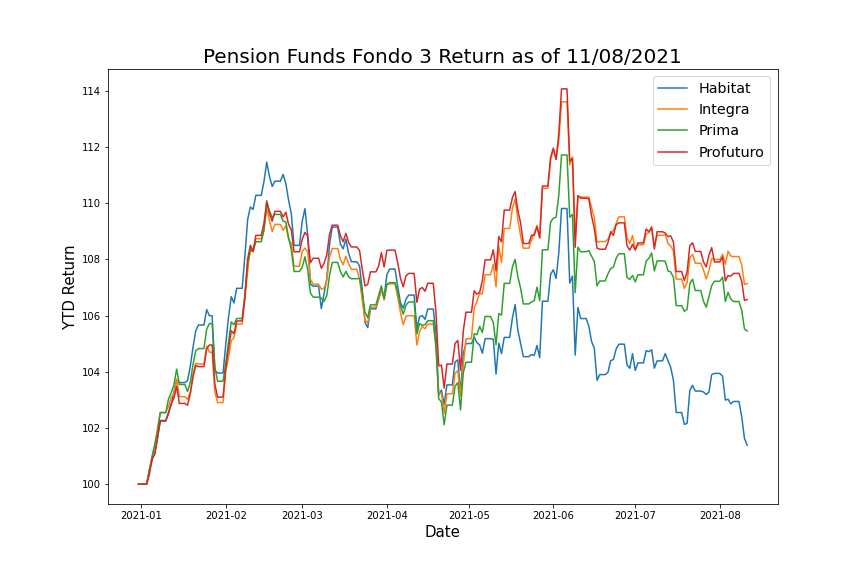 Pension Funds Fondo 3 Return as of 11/08/2021
YTD Return
114
112
110
108
106
104
102
100
Habitat
Integra
Prima
Profuturo
2021-01
2021-02
2021-03
2021-04
2021-05
2021-06
2021-07
2021-08
Date